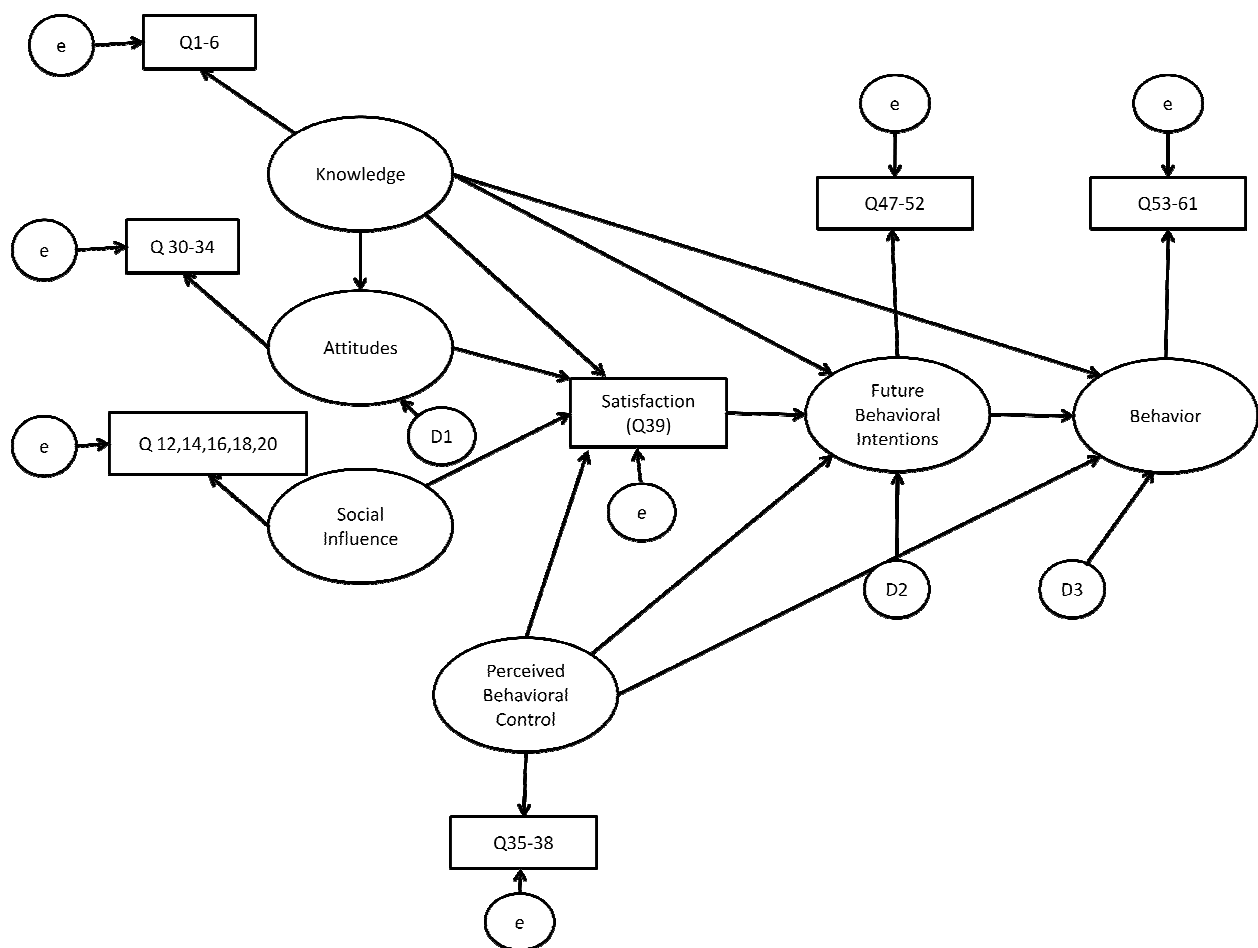 e
Q1-6
Knowledge
e
e
Q47-52
Q53-61
e
Q 30-34
Attitudes
Satisfaction
(Q39)
Future
Behavioral
Intentions
Behavior
D1
e
Q 12,14,16,18,20
Social
Influence
e
D2
D3
Perceived
Behavioral
Control
Q35-38
e